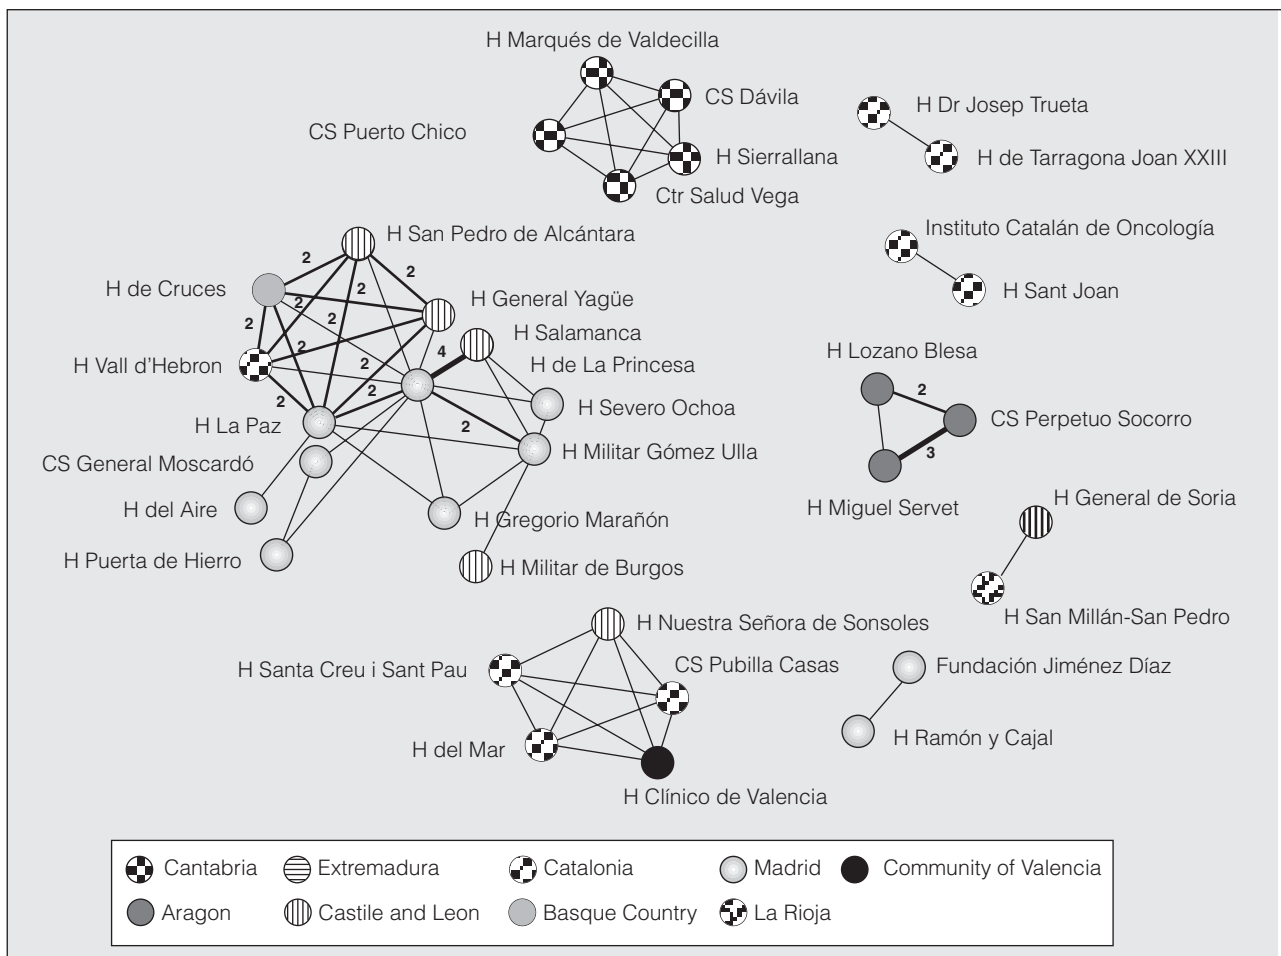 H Marqués de Valdecilla
CS Dávila
CS Puerto Chico
H Sierrallana
Ctr Salud Vega
H Dr Josep Trueta
H de Tarragona Joan XXIII
Instituto Catalán de Oncología
H Sant Joan
H San Pedro de Alcántara
2
2
H de Cruces
2
2
H General Yagüe
2
2
H Salamanca
2
4
H Vall d'Hebron
2
H de La Princesa
2
2
H Severo Ochoa
H La Paz
2
H Militar Gómez Ulla
CS General Moscardó
H del Aire
H Gregorio Marañón
H Puerta de Hierro
H Militar de Burgos
H Lozano Blesa
2
CS Perpetuo Socorro
3
H Miguel Servet
H General de Soria
H San Millán-San Pedro
H Nuestra Señora de Sonsoles
H Santa Creu i Sant Pau
CS Pubilla Casas
H del Mar
H Clínico de Valencia
Fundación Jiménez Díaz
H Ramón y Cajal
Cantabria
Extremadura
Catalonia
Madrid
Community of Valencia
Aragon
Castile and Leon
Basque Country
La Rioja